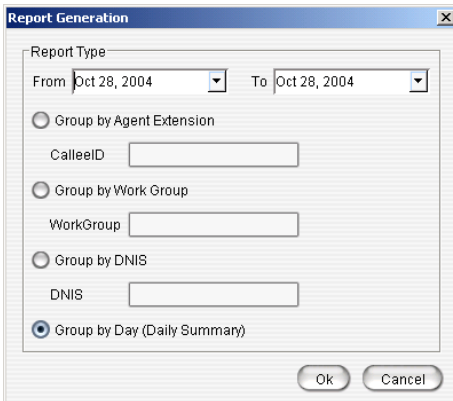 Report Generation
Report Type
From Oct 28, 2004 To Oct 28, 2004
Group by Agent Extension
CalleeID
Group by Work Group
WorkGroup
Group by DNIS
DNIS
Group by Day (Daily Summary)
Ok Cancel